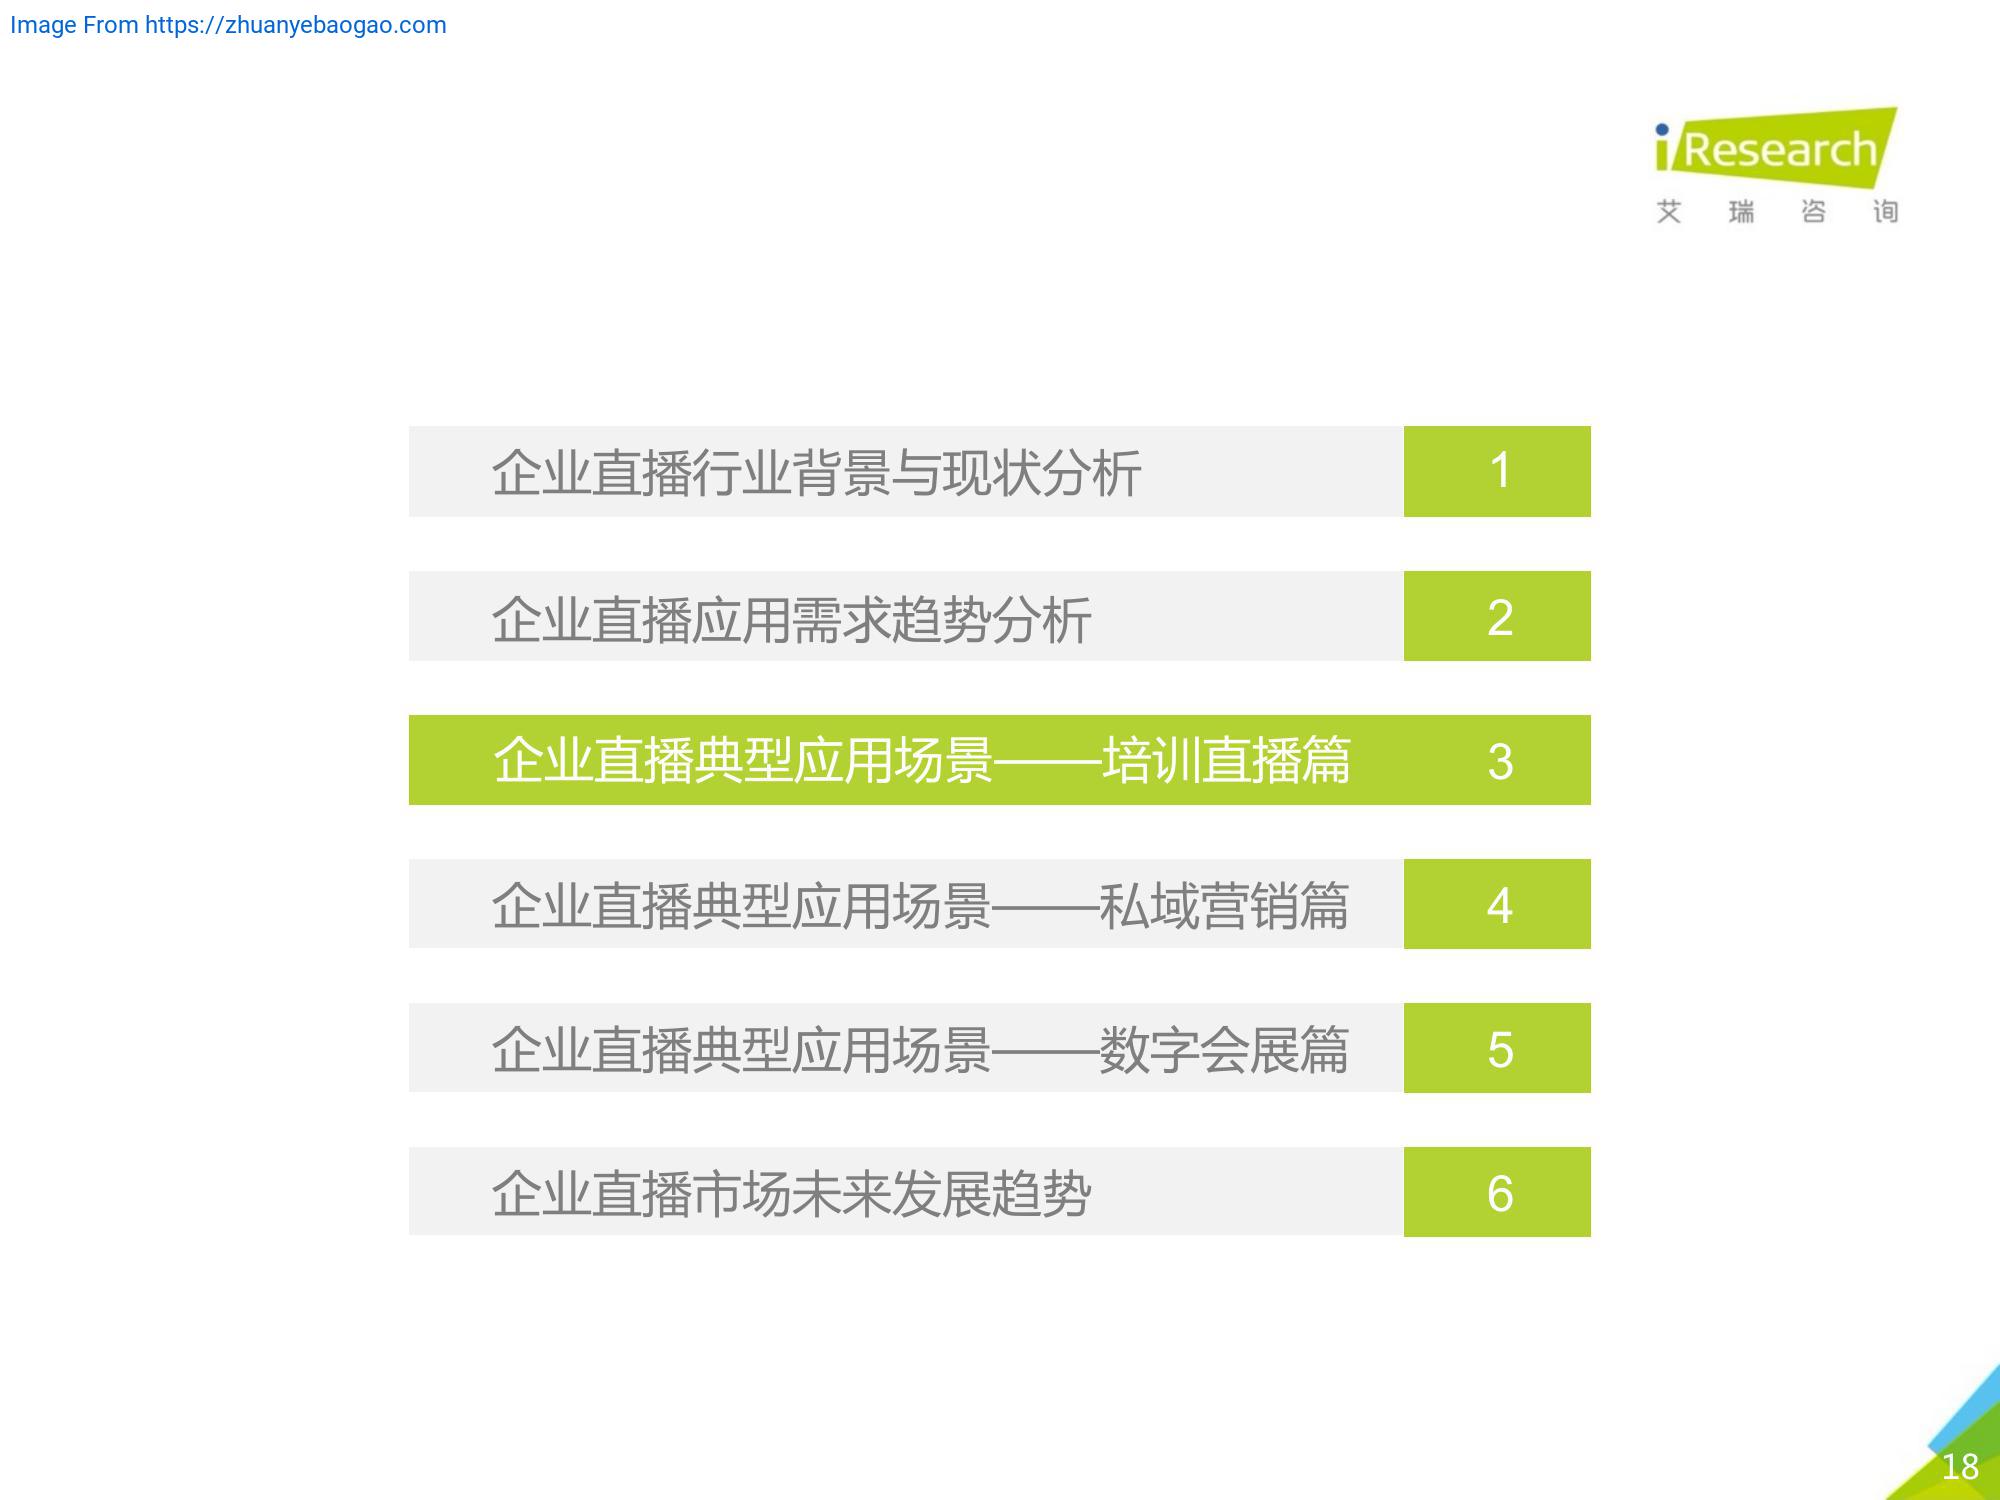 Image From https://zhuanyebaogao.com
iResearch
艾瑞咨询
企业直播行业背景与现状分析 1
企业直播应用需求趋势分析 2
企业直播典型应用场景——培训直播篇 3
企业直播典型应用场景——私域营销篇 4
企业直播典型应用场景——数字会展篇 5
企业直播市场未来发展趋势 6
18